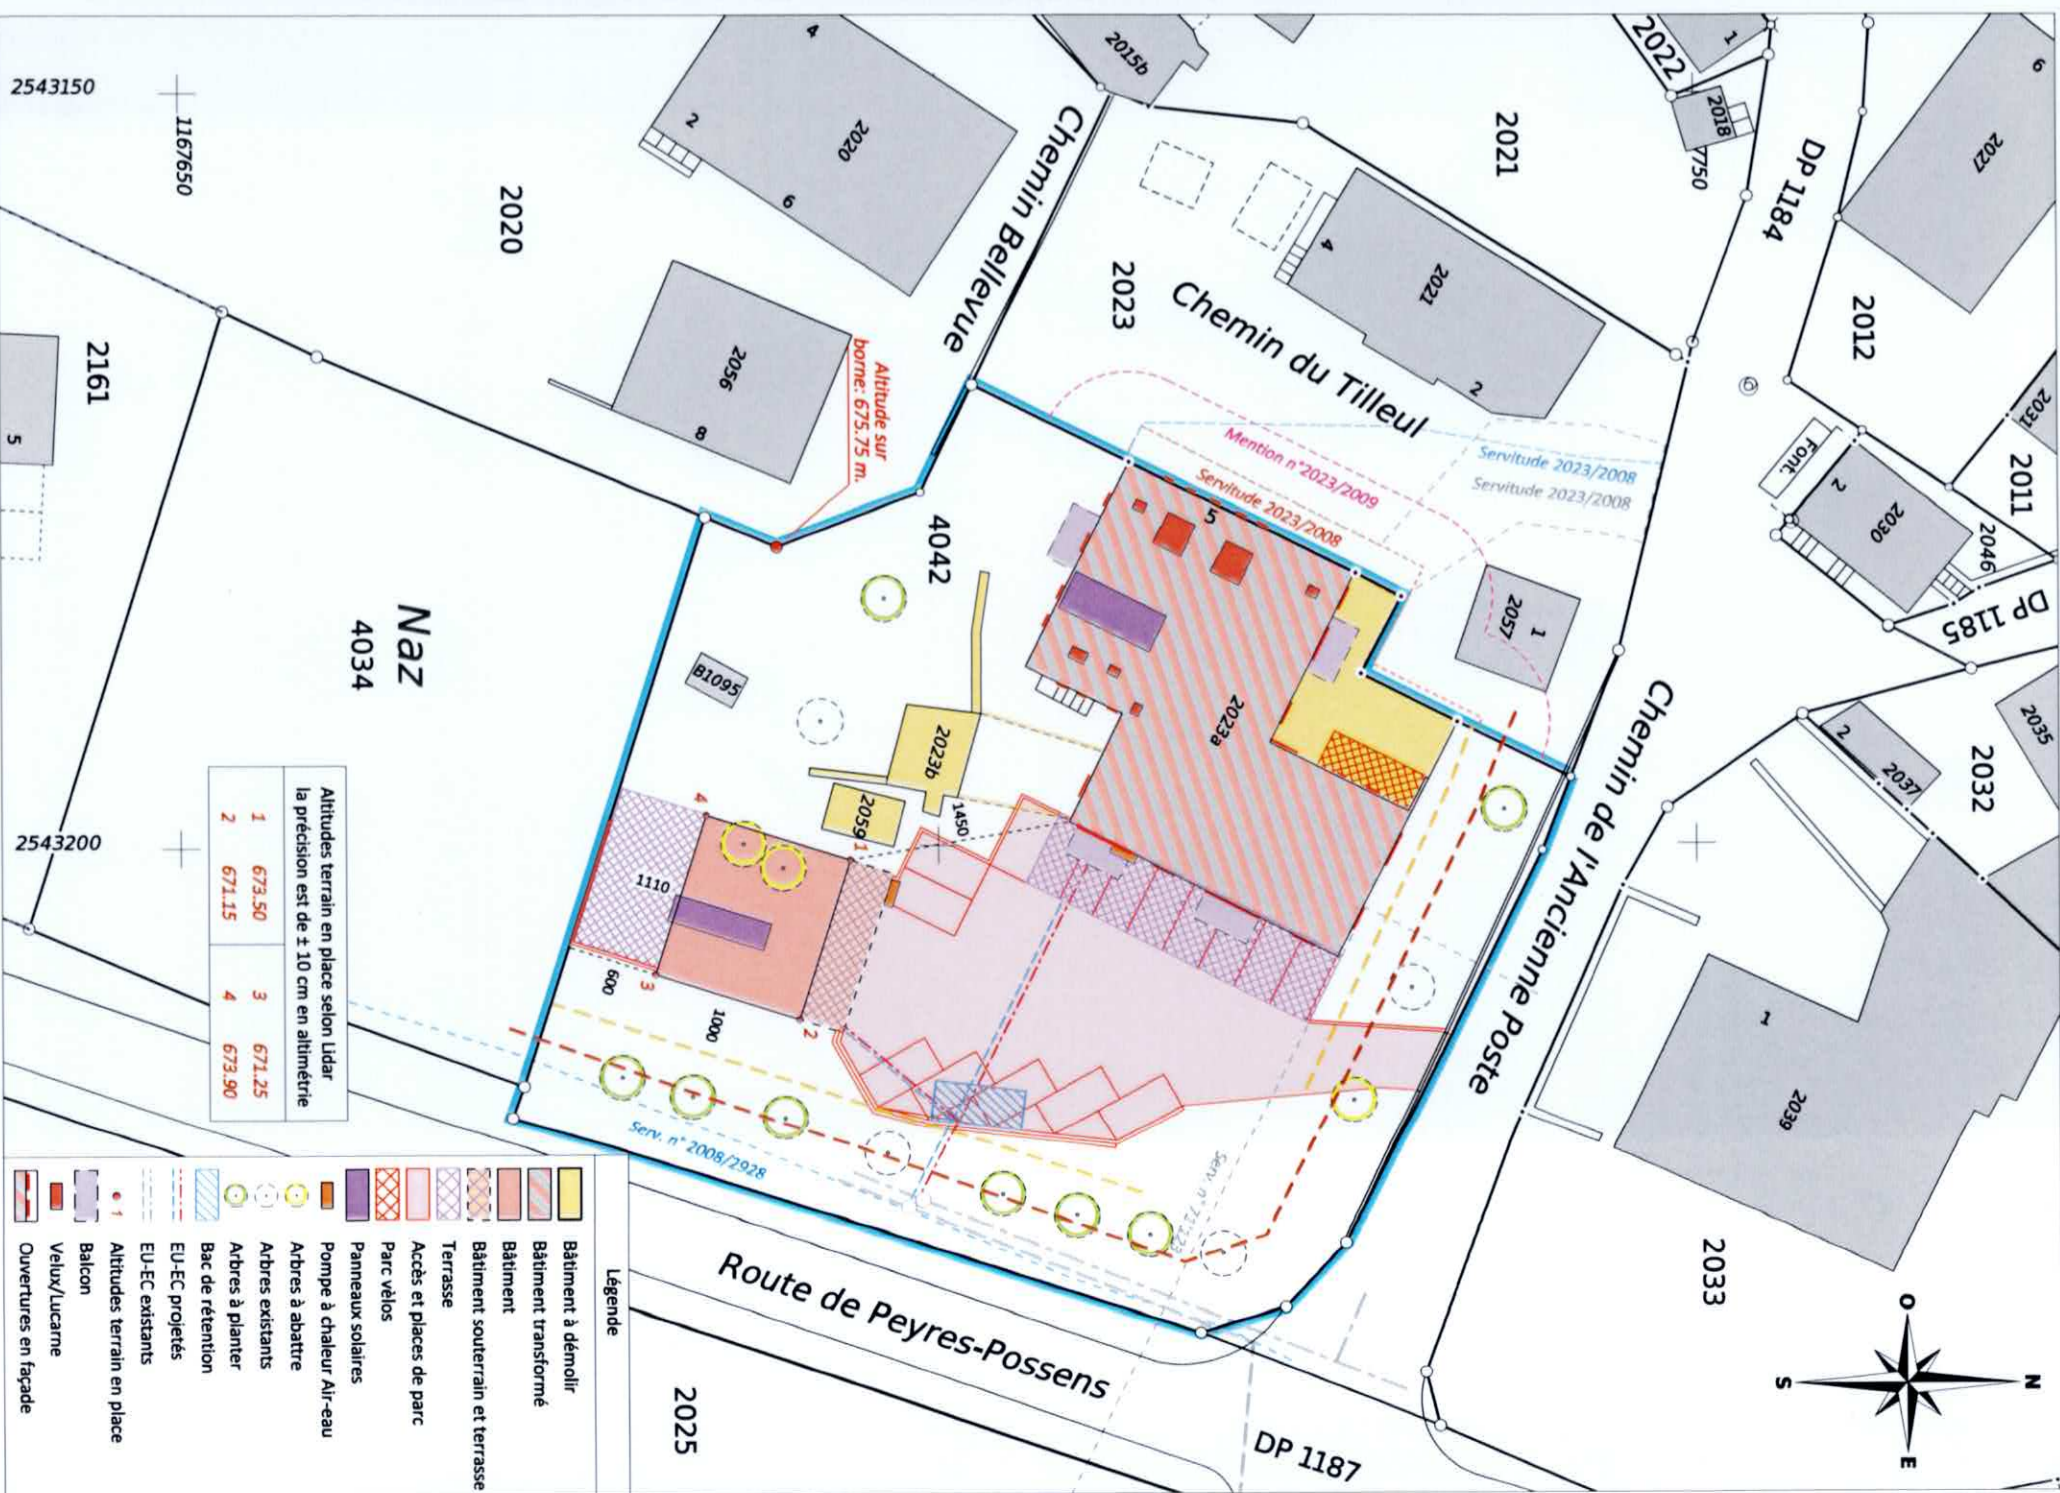 2543150
1167650
2020
2
4
6
2020
2015b
Chemin Bellevue
2056
8
2161
5
Altitude sur
borne: 675.75 m.
2023
Chemin du Tilleul
2021
4
2
2021
2022
1
2018
7750
DP 1184
2027
6
2012
2031
2011
Font.
2
2030
2046
DP 1185
2035
2032
2
2037
Servitude 2023/2008
Servitude 2023/2008
Mention n°2023/2009
Servitude 2023/2008
5
1
2057
4042
2023a
B1095
2023b
2059
1450
1
4
1110
3
2
600
1000
Naz
4034
2543200
Chemin de l'Ancienne Poste
1
2039
2033
Serv. n° 2008/2928
Serv. n° 72'123
Route de Peyres-Possens
2025
DP 1187
O
N
S
E
Altitudes terrain en place selon Lidar
la précision est de ± 10 cm en altimétrie
1 673.50 3 671.25
2 671.15 4 673.90
Légende
Bâtiment à démolir
Bâtiment transformé
Bâtiment
Bâtiment souterrain et terrasse
Terrasse
Accès et places de parc
Parc vèlos
Panneaux solaires
Pompe à chaleur Air-eau
Arbres à abattre
Arbres existants
Arbres à planter
Bac de rétention
EU-EC projetés
EU-EC existants
1 Altitudes terrain en place
Balcon
Velux/Lucarne
Ouvertures en façade